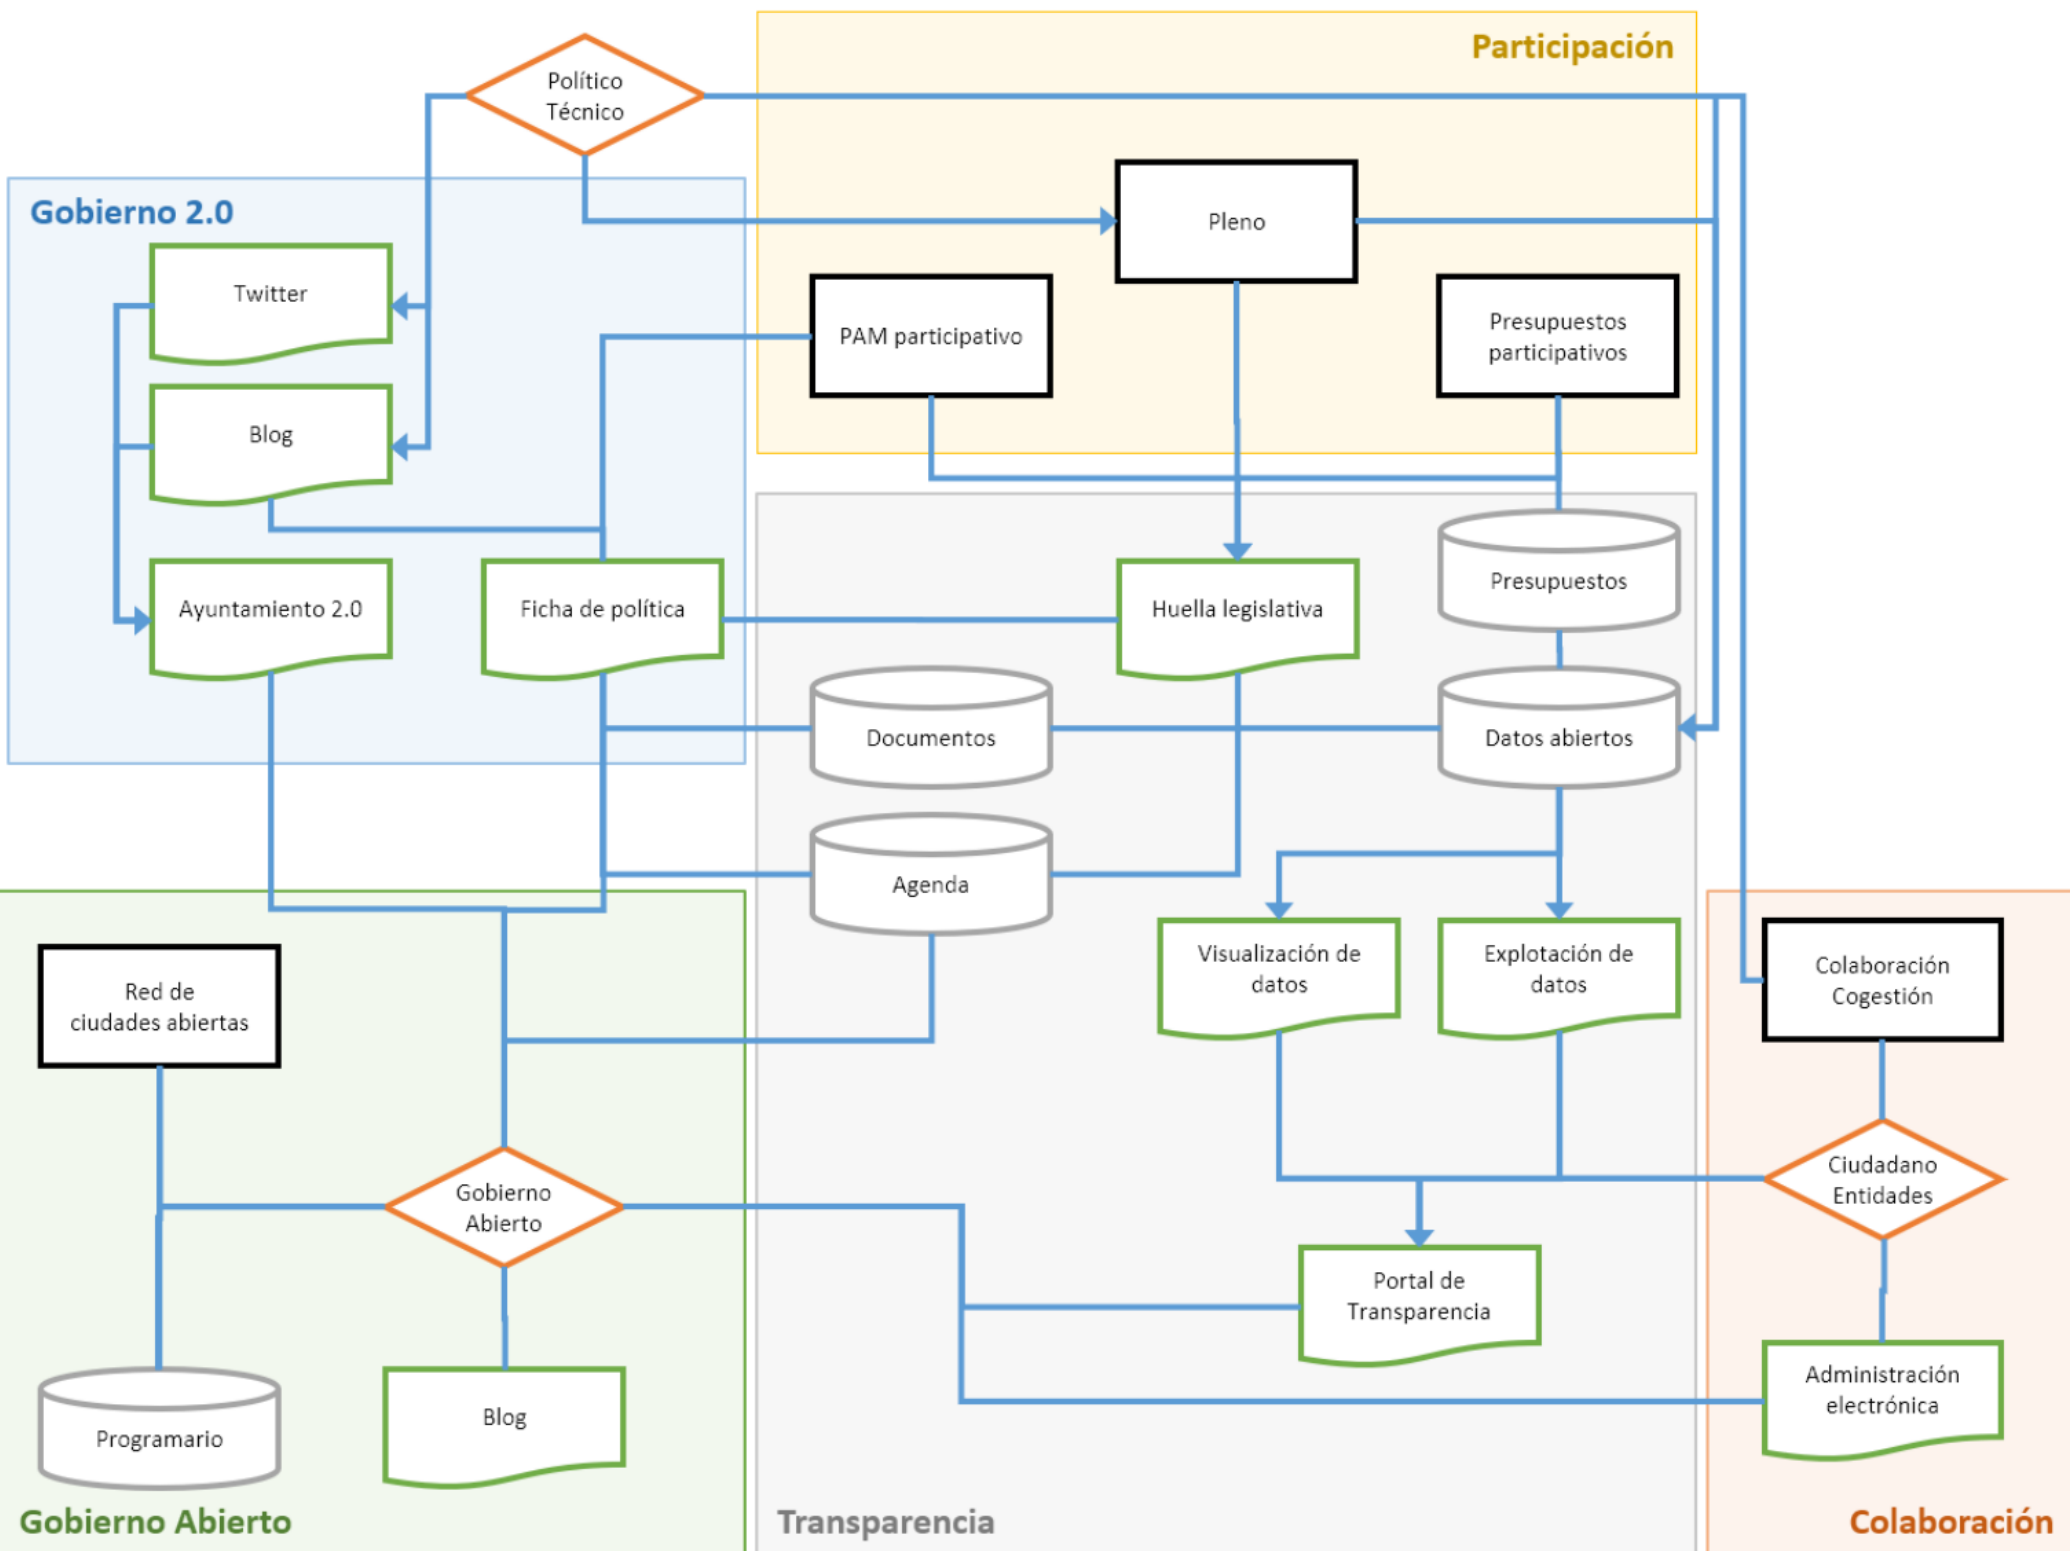 Participación
Político
Técnico
Gobierno 2.0
Pleno
Twitter
PAM participativo
Presupuestos
participativos
Blog
Ayuntamiento 2.0
Ficha de política
Huella legislativa
Presupuestos
Documentos
Datos abiertos
Agenda
Red de
ciudades abiertas
Visualización de
datos
Explotación de
datos
Colaboración
Cogestión
Gobierno
Abierto
Ciudadano
Entidades
Portal de
Transparencia
Programario
Blog
Administración
electrónica
Gobierno Abierto
Transparencia
Colaboración